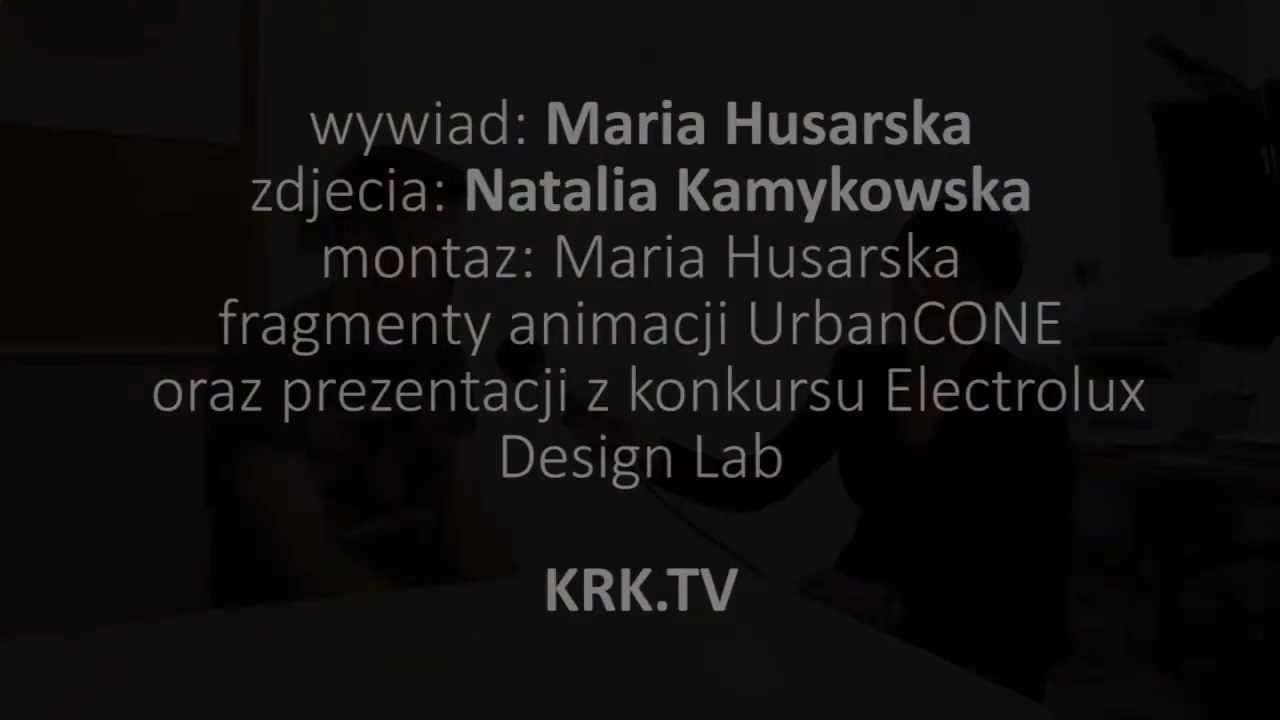 wywiad: Maria Husarska
zdjecia: Natalia Kamykowska
montaz: Maria Husarska
fragmenty animacji UrbanCONE
oraz prezentacji z konkursu Electrolux
Design Lab
KRK.TV